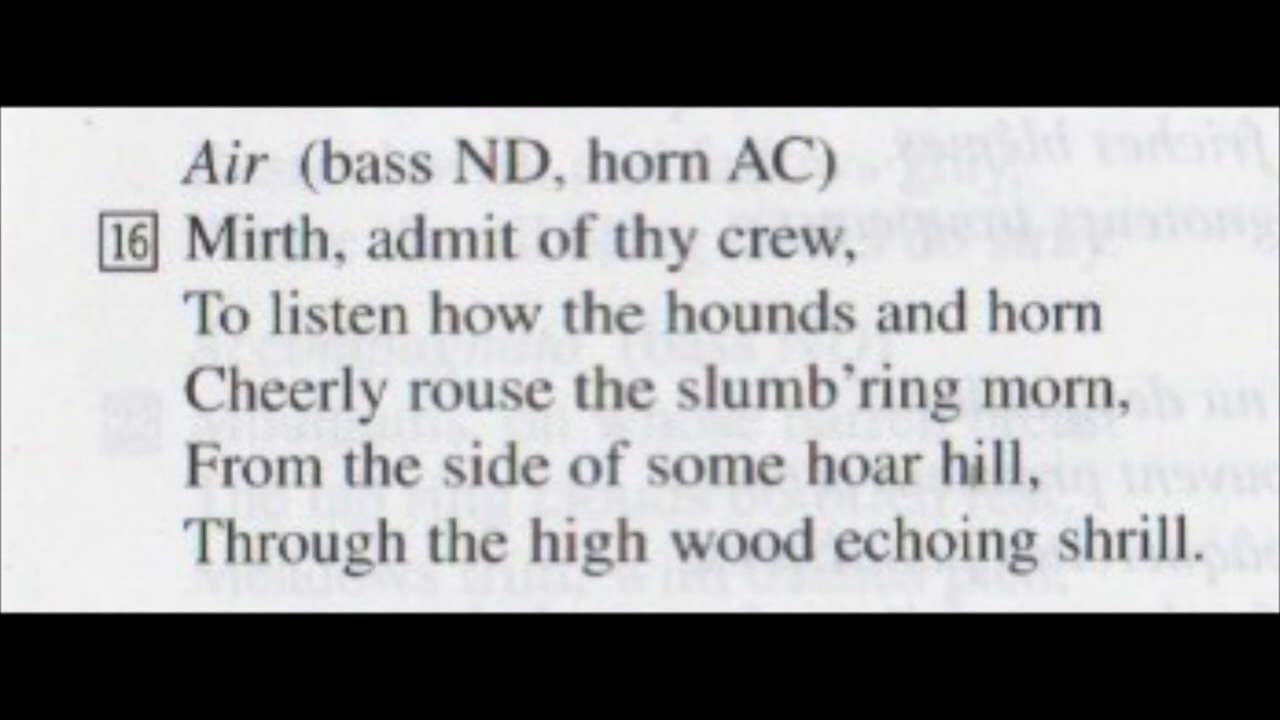 Air (bass ND, horn AC)
16 Mirth, admit of thy crew,
To listen how the hounds and horn
Cheerly rouse the slumb’ring morn,
From the side of some hoar hill,
Through the high wood echoing shrill.